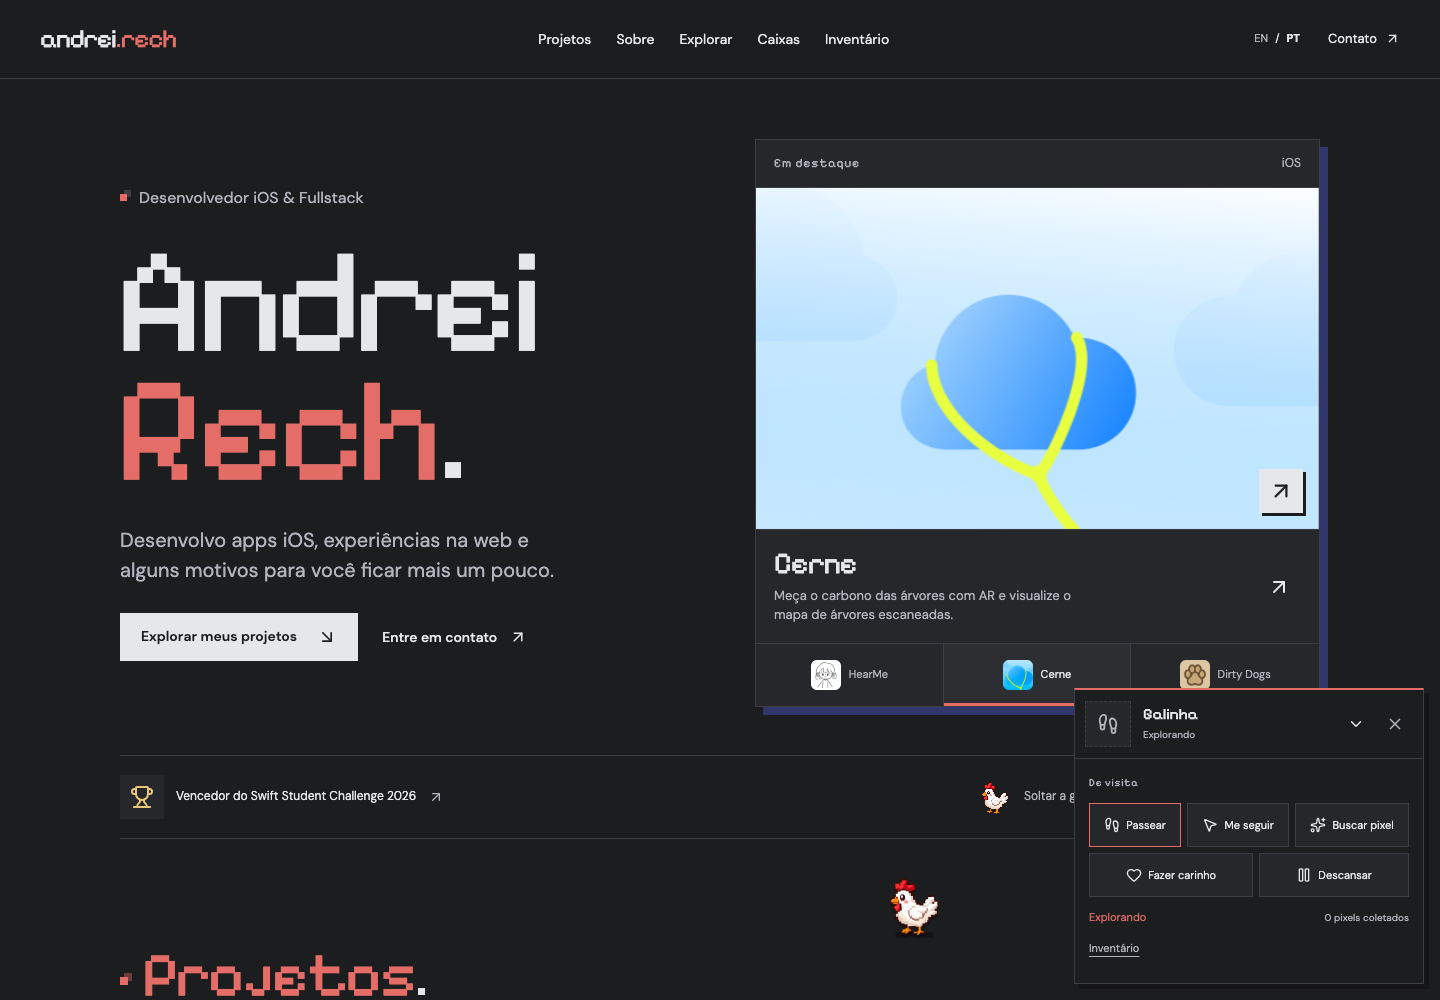 andrei.rech
Projetos
Sobre
Explorar
Caixas
Inventário
EN / PT
Contato
Desenvolvedor iOS & Fullstack
Andrei
Rech.
Desenvolvo apps iOS, experiências na web e
alguns motivos para você ficar mais um pouco.
Explorar meus projetos
Entre em contato
Em destaque
iOS
Cerne
Meça o carbono das árvores com AR e visualize o
mapa de árvores escaneadas.
HearMe
Cerne
Dirty Dogs
Vencedor do Swift Student Challenge 2026
Soltar a
Galinha
Explorando
De visita
Passear
Me seguir
Buscar pixel
Fazer carinho
Descansar
Explorando
0 pixels coletados
Inventário
Projetos.